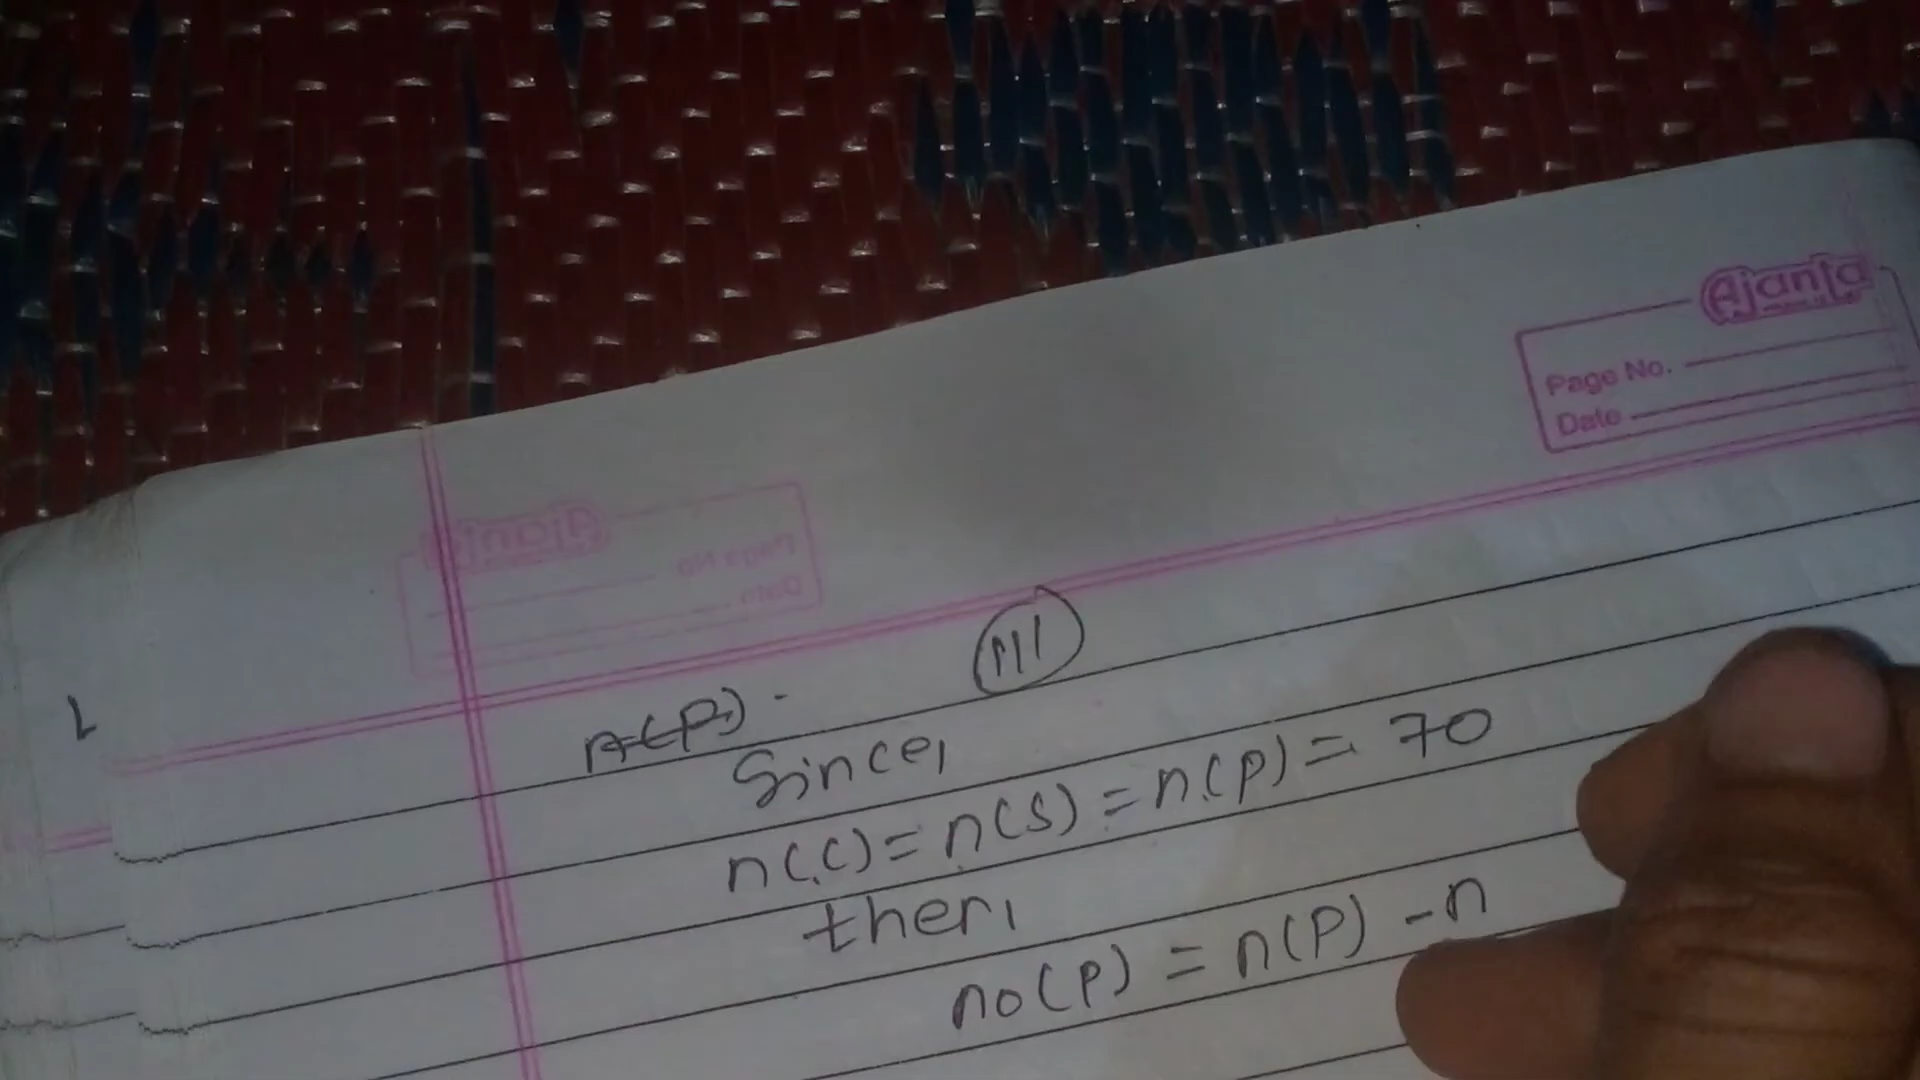 Ajanta
Page No.
Date
III
n(P).
Since,
n(C) = n(S) = n(P) = 70
then,
no(P) = n(P) - n